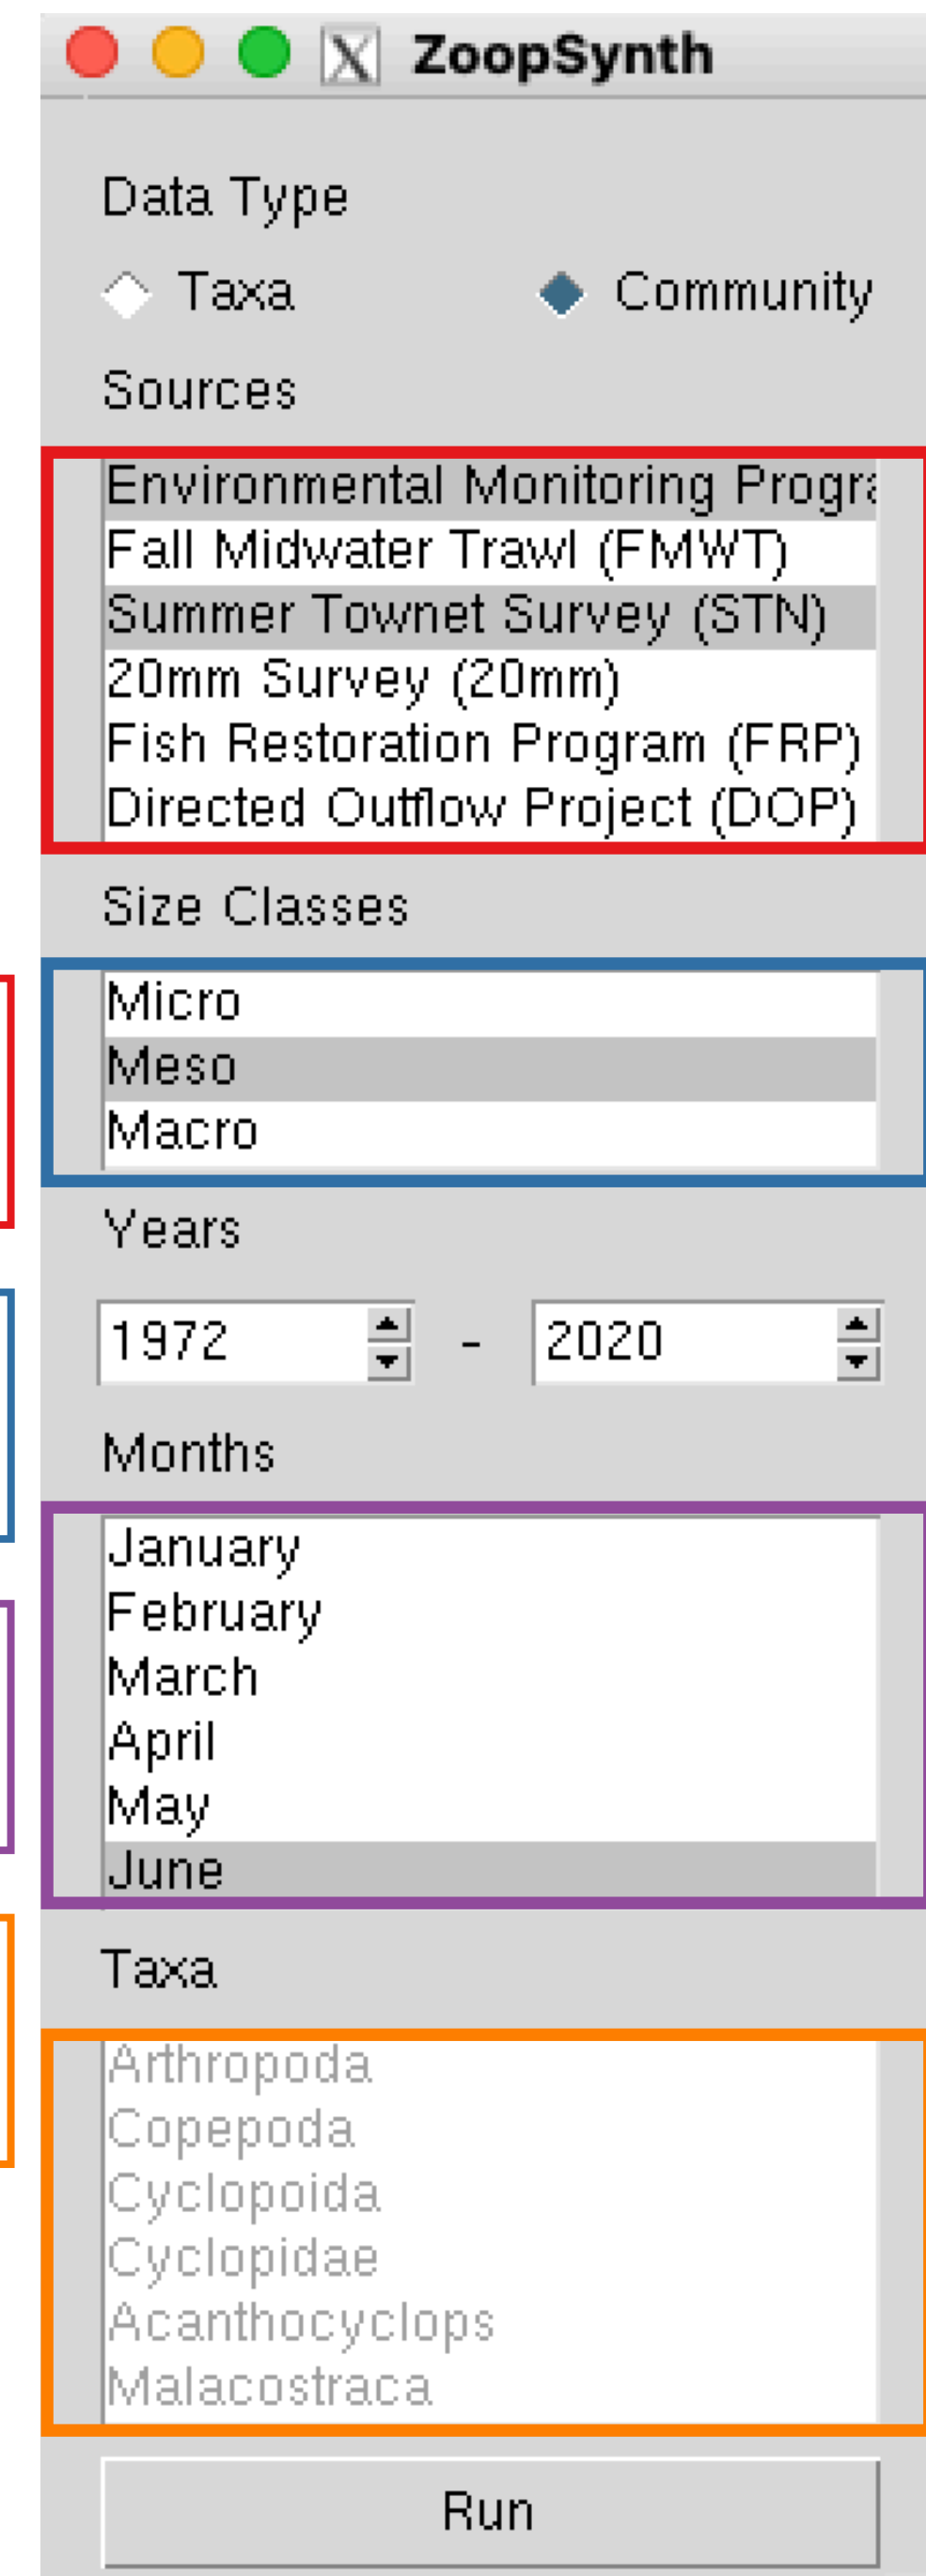 ZoopSynth
Data Type
Taxa Community
Sources
Environmental Monitoring
Fall Midwater Trawl (FMWT)
Summer Townet Survey (STN)
20mm Survey (20mm)
Fish Restoration Program (FRP)
Directed Outflow Project (DOP)
Size Classes
Micro
Meso
Macro
Years
1972 - 2020
Months
January
February
March
April
May
June
Taxa
Arthropoda
Copepoda
Cyclopoida
Cyclopidae
Acanthocyclops
Malacostraca
Run